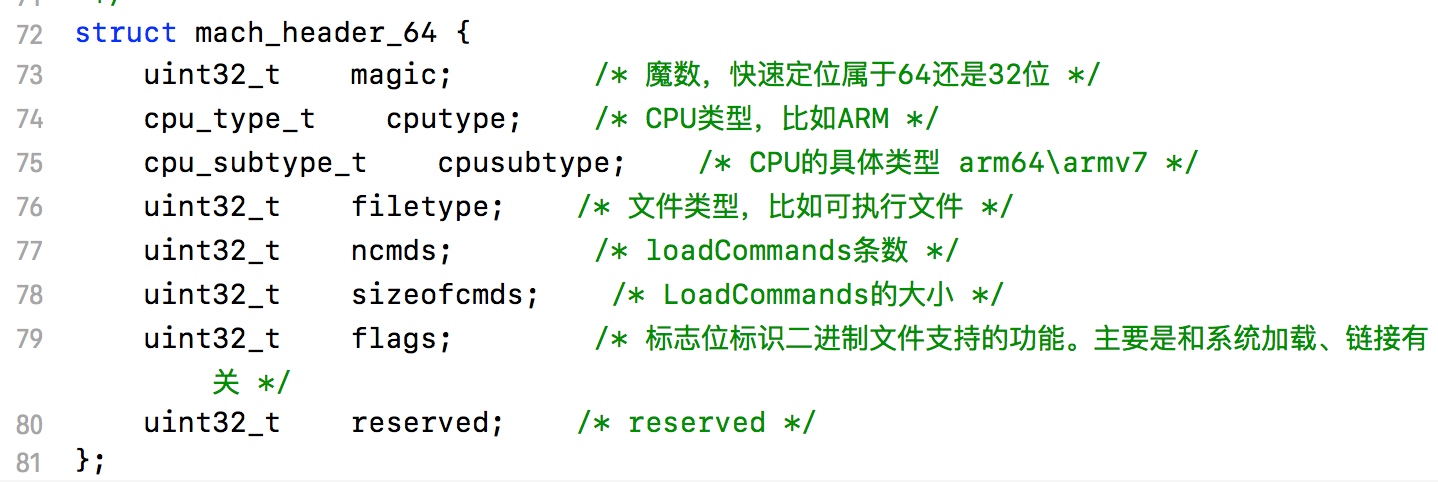 71 */
72 struct mach_header_64 {
73 uint32_t magic; /* 魔数，快速定位属于64还是32位 */
74 cpu_type_t cputype; /* CPU类型，比如ARM */
75 cpu_subtype_t cpusubtype; /* CPU的具体类型 arm64\armv7 */
76 uint32_t filetype; /* 文件类型，比如可执行文件 */
77 uint32_t ncmds; /* loadCommands条数 */
78 uint32_t sizeofcmds; /* LoadCommands的大小 */
79 uint32_t flags; /* 标志位标识二进制文件支持的功能。主要是和系统加载、链接有
关 */
80 uint32_t reserved; /* reserved */
81 };